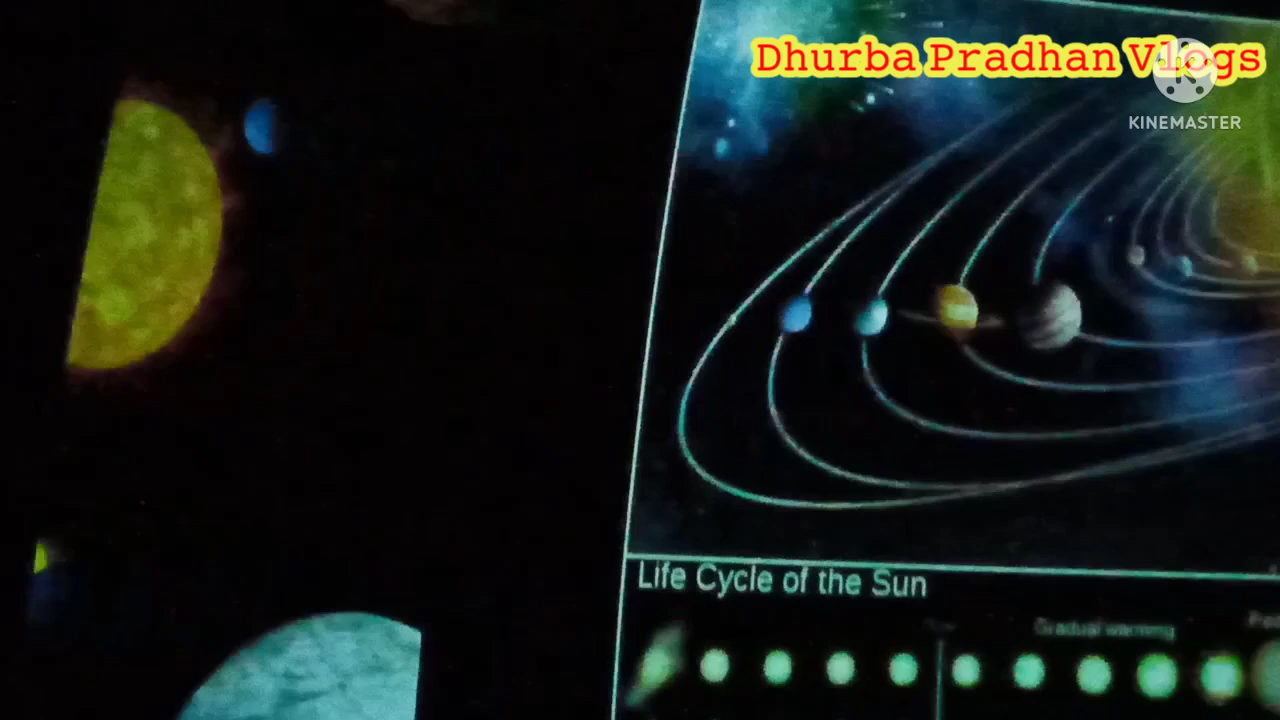 Dhurba Pradhan Vlogs
KINEMASTER
Life Cycle of the Sun
Gradual warming